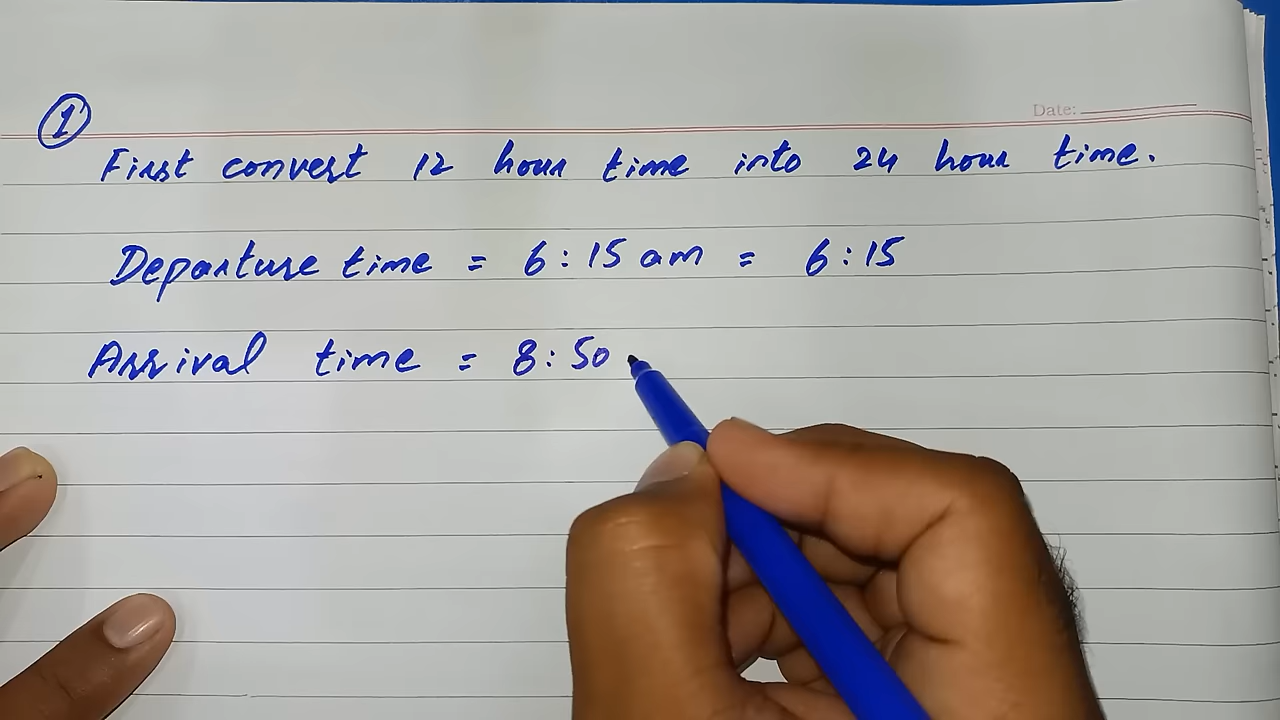 Date:
1
First convert 12 hour time into 24 hour time.
Departure time = 6:15 am = 6:15
Arrival time = 8:50